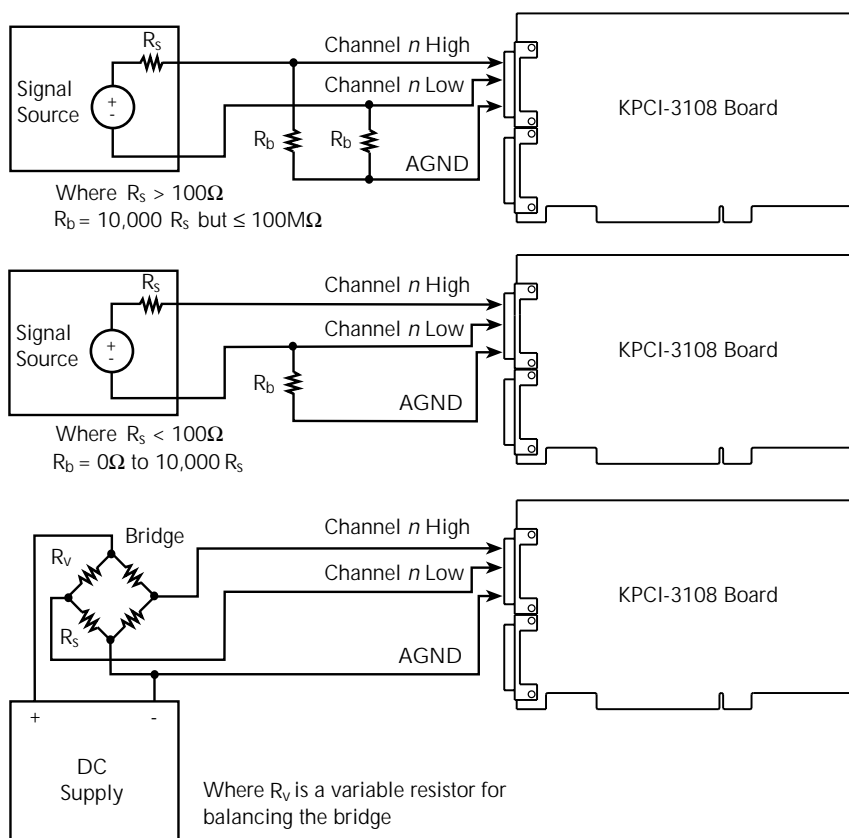 Rs
Channel n High
Channel n Low
Signal
Source
+
-
Rb
Rb
AGND
KPCI-3108 Board
Where Rs > 100Ω
Rb = 10,000 Rs but ≤ 100MΩ
Rs
Channel n High
Channel n Low
Signal
Source
+
-
Rb
AGND
KPCI-3108 Board
Where Rs < 100Ω
Rb = 0Ω to 10,000 Rs
Bridge
Channel n High
Rv
Channel n Low
Rs
AGND
KPCI-3108 Board
+
-
DC
Supply
Where Rv is a variable resistor for
balancing the bridge